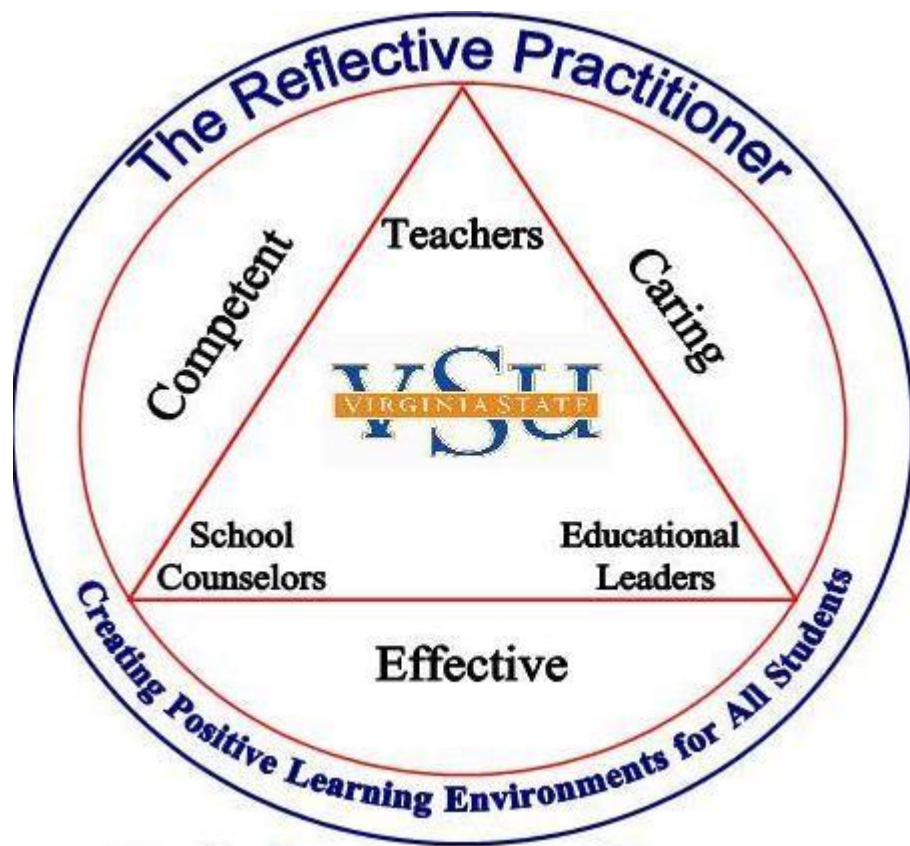 The Reflective Practitioner
Competent
Caring
Teachers
VSU
VIRGINIA STATE
School
Counselors
Educational
Leaders
Effective
Creating Positive Learning Environments for All Students